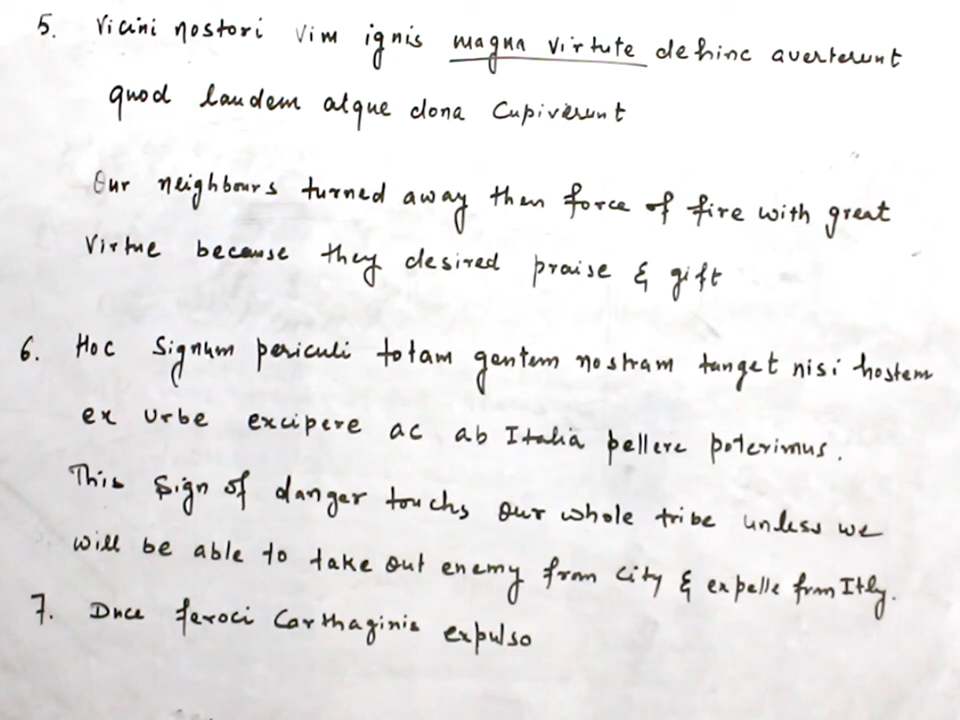 5. Vicini nostori vim ignis magna virtute dehinc averterunt
quod laudem atque dona Cupiverunt
Our neighbours turned away then force of fire with great
Virtue because they desired praise & gift
6. Hoc Signum periculi totam gentem nostram tanget nisi hostem
ex urbe excipere ac ab Italia pellere poterimus.
This Sign of danger touchs our whole tribe unless we
will be able to take out enemy from city & expelle from Itly.
7. Duce feroci Carthaginis expulso